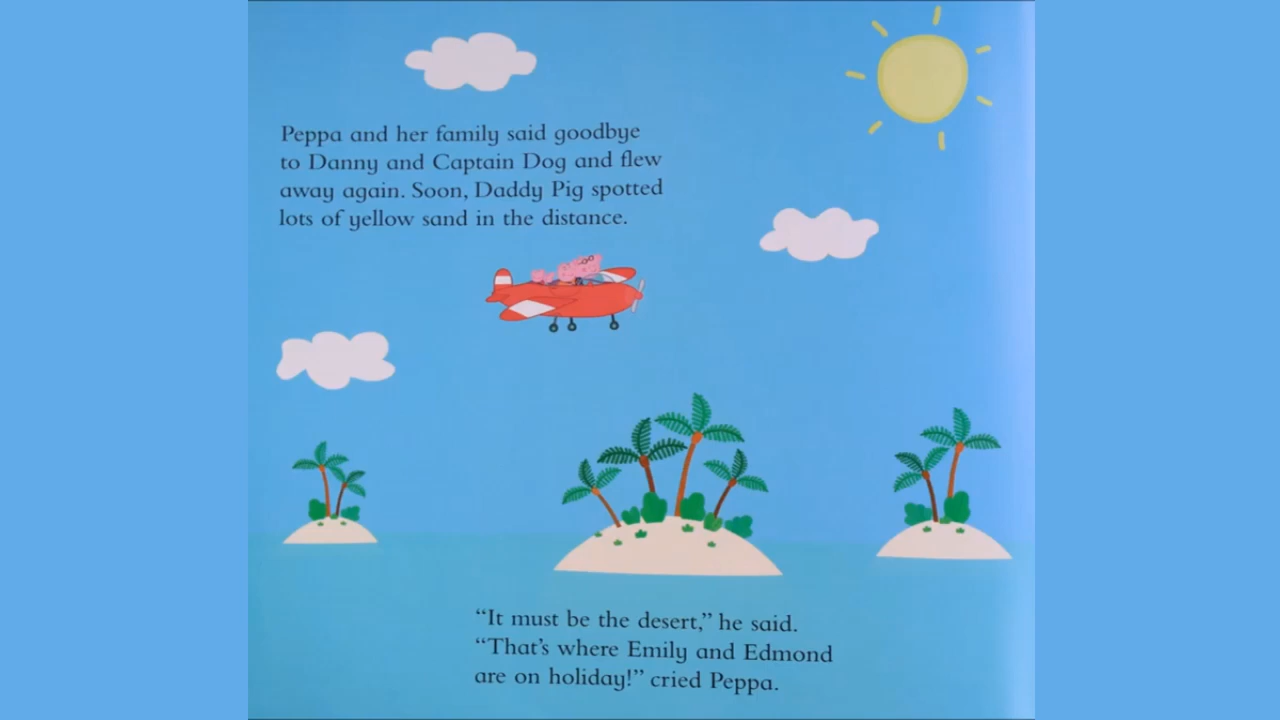 Peppa and her family said goodbye
to Danny and Captain Dog and flew
away again. Soon, Daddy Pig spotted
lots of yellow sand in the distance.
“It must be the desert,” he said.
“That’s where Emily and Edmond
are on holiday!” cried Peppa.